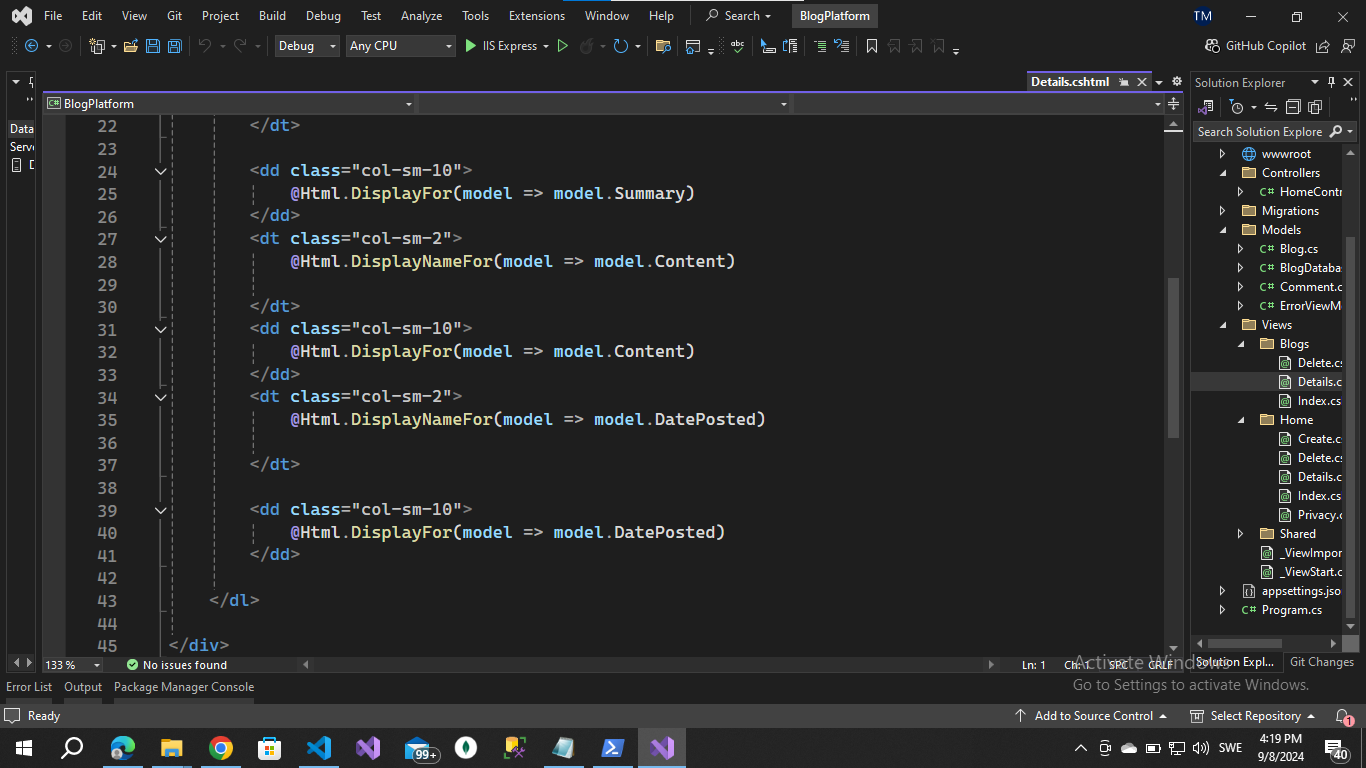 File Edit View Git Project Build Debug Test Analyze Tools Extensions Window Help Search BlogPlatform TM
Debug Any CPU IIS Express GitHub Copilot
Details.cshtml
Solution Explorer
C# BlogPlatform
Search Solution Explore
Data
Serv
22 </dt>
23
24 <dd class="col-sm-10">
25 @Html.DisplayFor(model => model.Summary)
26 </dd>
27 <dt class="col-sm-2">
28 @Html.DisplayNameFor(model => model.Content)
29
30 </dt>
31 <dd class="col-sm-10">
32 @Html.DisplayFor(model => model.Content)
33 </dd>
34 <dt class="col-sm-2">
35 @Html.DisplayNameFor(model => model.DatePosted)
36
37 </dt>
38
39 <dd class="col-sm-10">
40 @Html.DisplayFor(model => model.DatePosted)
41 </dd>
42
43 </dl>
44
45 </div>
wwwroot
Controllers
C# HomeContr
Migrations
Models
C# Blog.cs
C# BlogDataba
C# Comment.c
C# ErrorViewM
Views
Blogs
Delete.cs
Details.c
Index.cs
Home
Create.c
Delete.cs
Details.c
Index.cs
Privacy.c
Shared
_ViewImpor
_ViewStart.c
appsettings.jso
C# Program.cs
133 % No issues found Ln: 1 Ch: 1 SPC CRLF
Solution Expl... Git Changes
Activate Windows
Go to Settings to activate Windows.
Error List Output Package Manager Console
Ready Add to Source Control Select Repository 1
99+ SWE 4:19 PM
9/8/2024 40